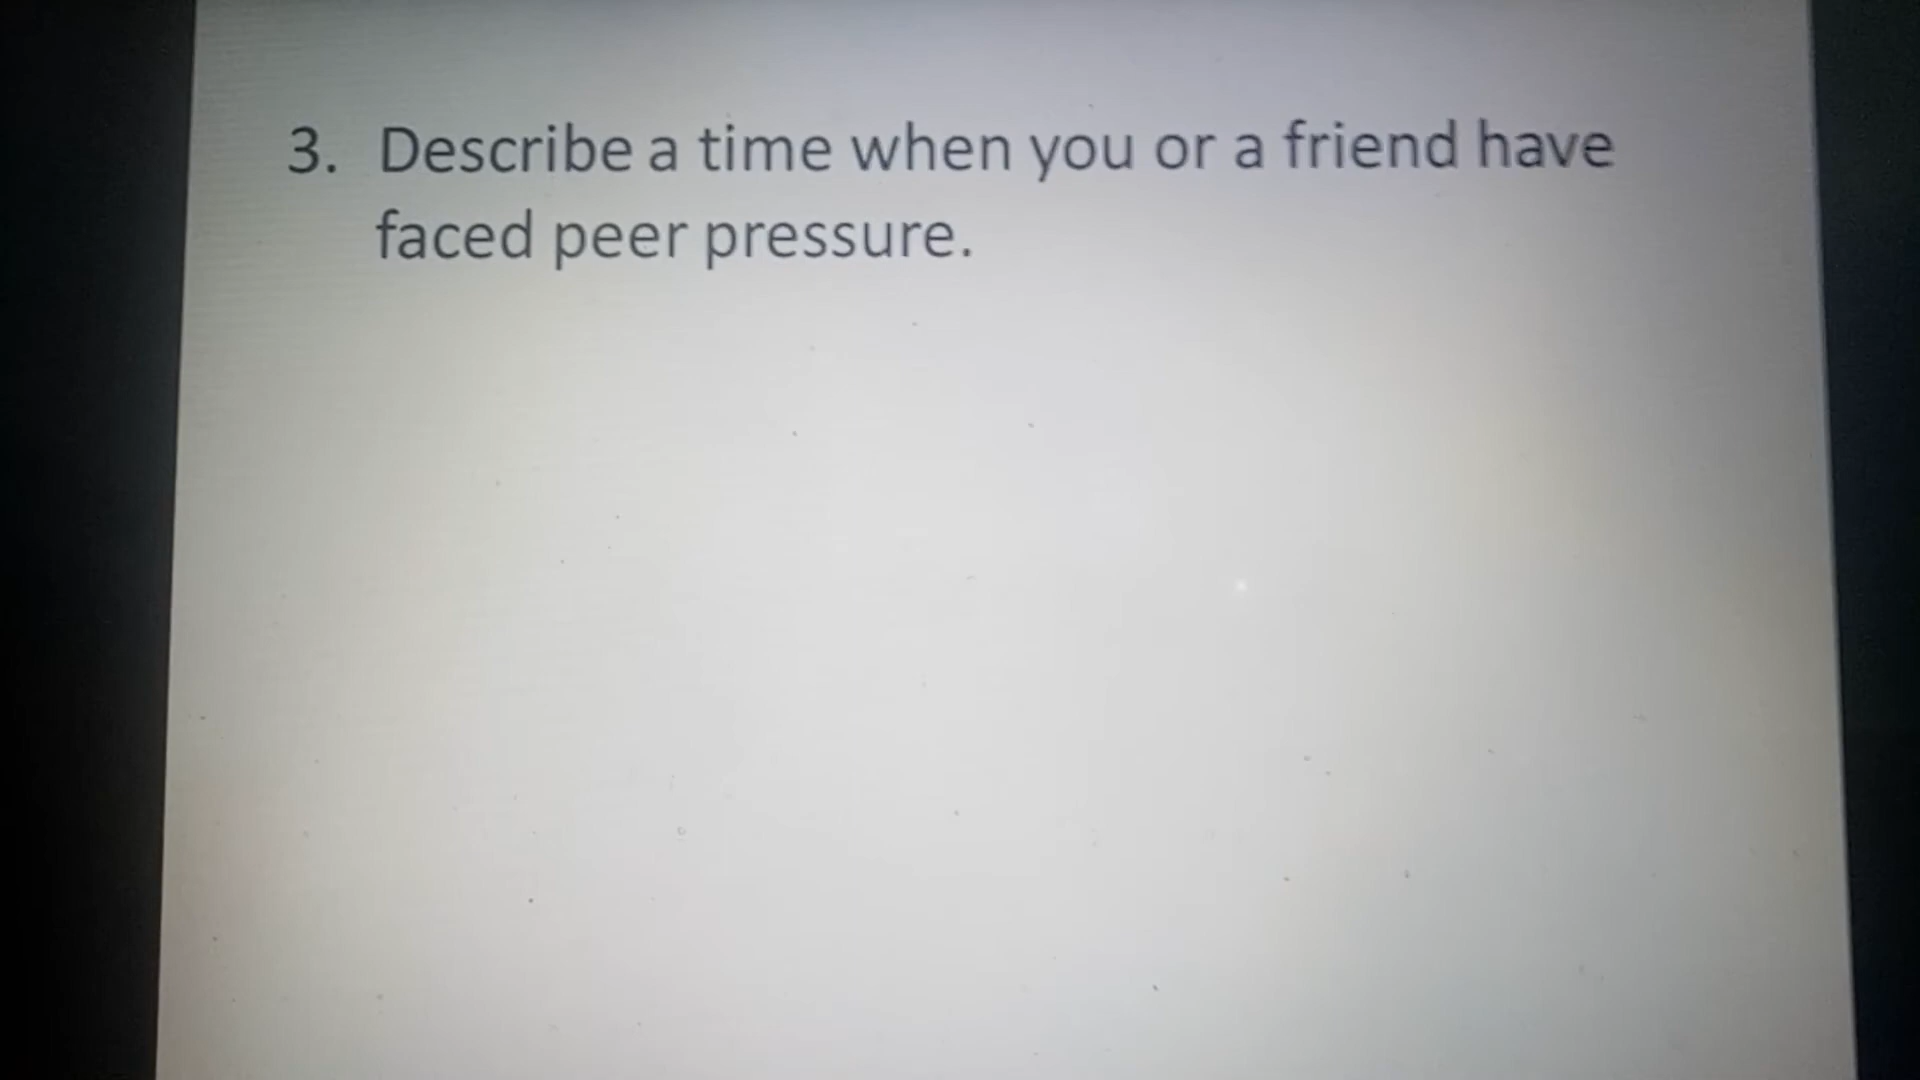 3. Describe a time when you or a friend have
faced peer pressure.